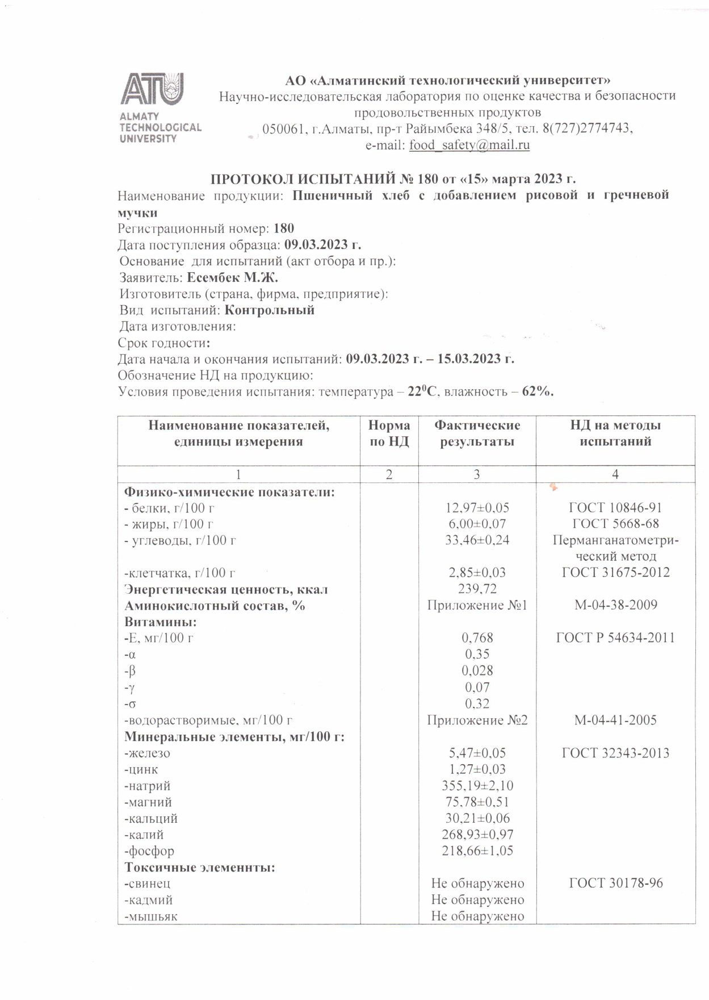 ATU
ALMATY
TECHNOLOGICAL
UNIVERSITY
АО «Алматинский технологический университет»
Научно-исследовательская лаборатория по оценке качества и безопасности
продовольственных продуктов
050061, г.Алматы, пр-т Райымбека 348/5, тел. 8(727)2774743,
e-mail: food_safety@mail.ru
ПРОТОКОЛ ИСПЫТАНИЙ № 180 от «15» марта 2023 г.
Наименование продукции: Пшеничный хлеб с добавлением рисовой и гречневой
мучки
Регистрационный номер: 180
Дата поступления образца: 09.03.2023 г.
Основание для испытаний (акт отбора и пр.):
Заявитель: Есембек М.Ж.
Изготовитель (страна, фирма, предприятие):
Вид испытаний: Контрольный
Дата изготовления:
Срок годности:
Дата начала и окончания испытаний: 09.03.2023 г. – 15.03.2023 г.
Обозначение НД на продукцию:
Условия проведения испытания: температура – 22⁰С, влажность – 62%.
Наименование показателей, Норма Фактические НД на методы
единицы измерения по НД результаты испытаний
1 2 3 4
Физико-химические показатели:
- белки, г/100 г 12,97±0,05 ГОСТ 10846-91
- жиры, г/100 г 6,00±0,07 ГОСТ 5668-68
- углеводы, г/100 г 33,46±0,24 Перманганатометри-
ческий метод
-клетчатка, г/100 г 2,85±0,03 ГОСТ 31675-2012
Энергетическая ценность, ккал 239,72
Аминокислотный состав, % Приложение №1 М-04-38-2009
Витамины:
-Е, мг/100 г 0,768 ГОСТ Р 54634-2011
-α 0,35
-β 0,028
-γ 0,07
-σ 0,32
-водорастворимые, мг/100 г Приложение №2 М-04-41-2005
Минеральные элементы, мг/100 г:
-железо 5,47±0,05 ГОСТ 32343-2013
-цинк 1,27±0,03
-натрий 355,19±2,10
-магний 75,78±0,51
-кальций 30,21±0,06
-калий 268,93±0,97
-фосфор 218,66±1,05
Токсичные элеменнты:
-свинец Не обнаружено ГОСТ 30178-96
-кадмий Не обнаружено
-мышьяк Не обнаружено